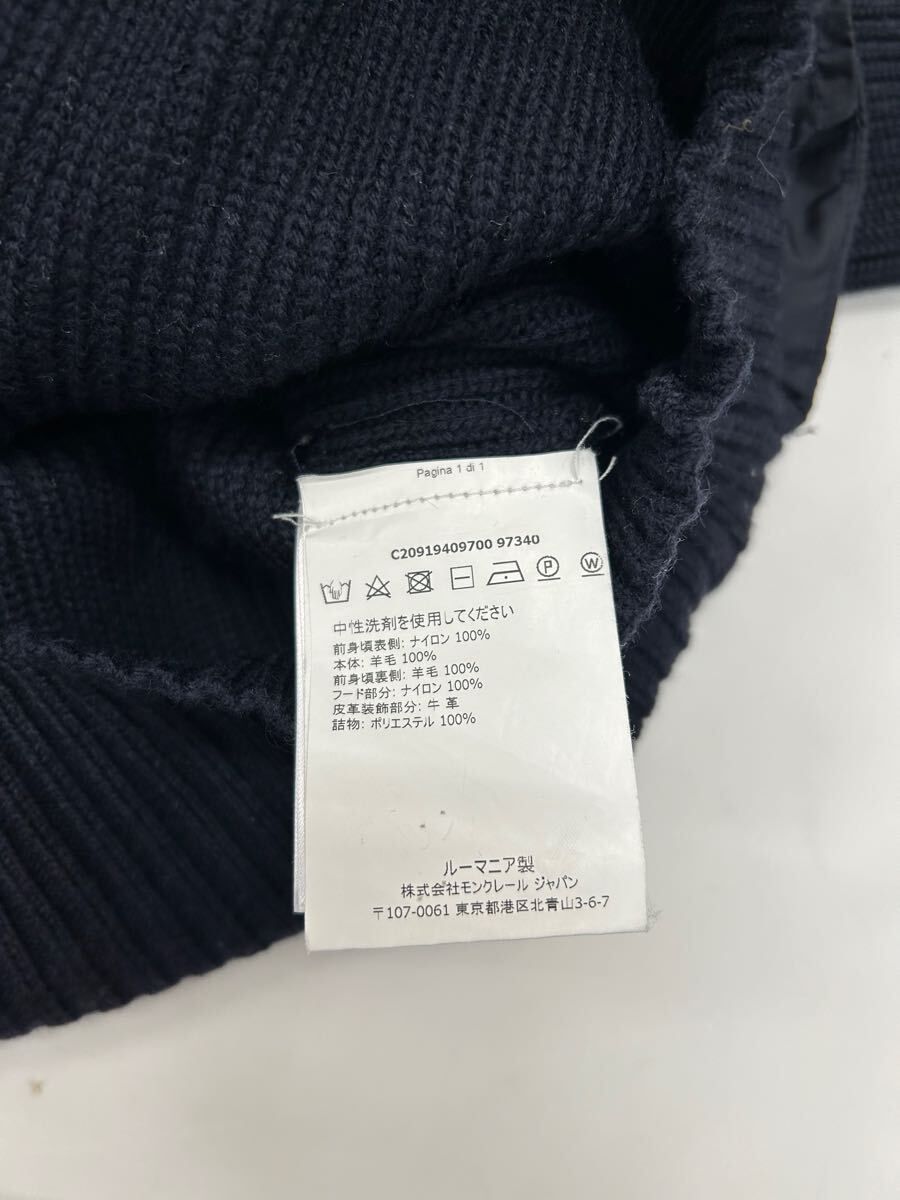 Pagina 1 di 1
C20919409700 97340
P W
中性洗剤を使用してください
前身頃表側: ナイロン 100%
本体: 羊毛 100%
前身頃裏側: 羊毛 100%
フード部分: ナイロン 100%
皮革装飾部分: 牛 革
詰物: ポリエステル 100%
ルーマニア製
株式会社モンクレール ジャパン
〒107-0061 東京都港区北青山3-6-7